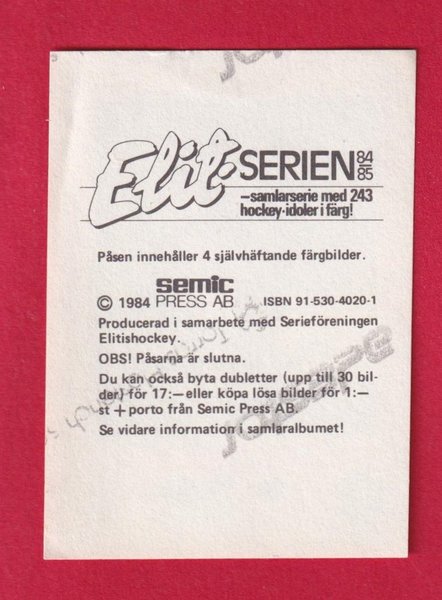 Elit-SERIEN 84/85
–samlarserie med 243
hockey-idoler i färg!
Påsen innehåller 4 självhäftande färgbilder.
semic
© 1984 PRESS AB ISBN 91-530-4020-1
Producerad i samarbete med Serieföreningen
Elitishockey.
OBS! Påsarna är slutna.
Du kan också byta dubletter (upp till 30 bil-
der) för 17:– eller köpa lösa bilder för 1:–
st + porto från Semic Press AB.
Se vidare information i samlaralbumet!